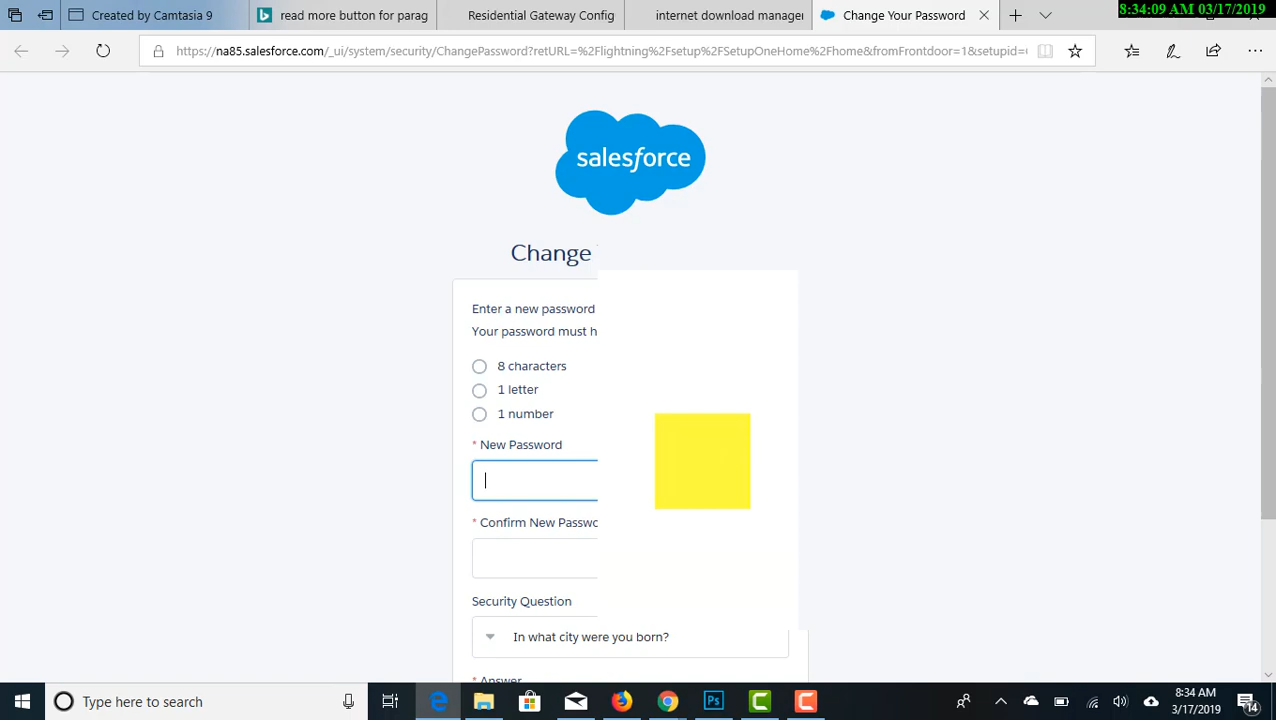 Created by Camtasia 9
read more button for parag
Residential Gateway Config
internet download manager
Change Your Password
8:34:09 AM 03/17/2019
https://na85.salesforce.com/_ui/system/security/ChangePassword?retURL=%2Flightning%2Fsetup%2FSetupOneHome%2Fhome&fromFrontdoor=1&setupid=
salesforce
Change
Enter a new password
Your password must h
8 characters
1 letter
1 number
* New Password
* Confirm New Passwo
Security Question
In what city were you born?
* Answer
Type here to search
Ps
8:34 AM
3/17/2019
14